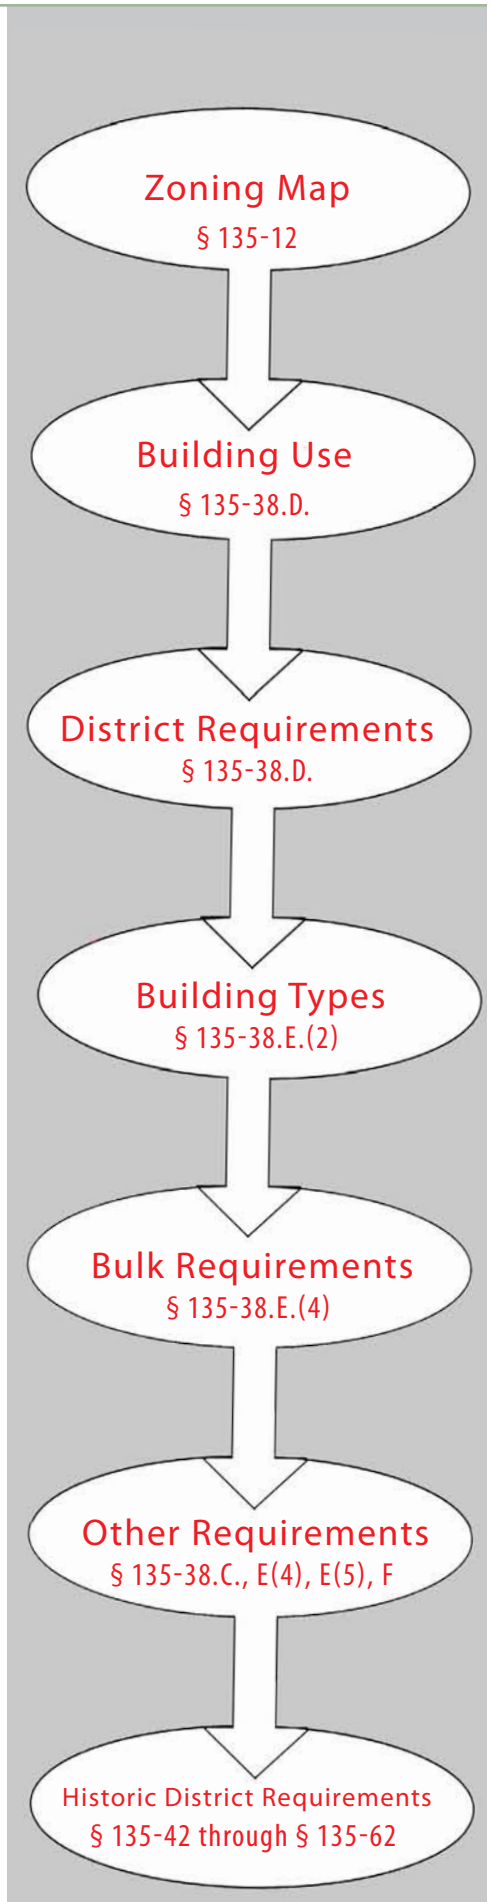 Zoning Map
§ 135-12
Building Use
§ 135-38.D.
District Requirements
§ 135-38.D.
Building Types
§ 135-38.E.(2)
Bulk Requirements
§ 135-38.E.(4)
Other Requirements
§ 135-38.C., E(4), E(5), F
Historic District Requirements
§ 135-42 through § 135-62